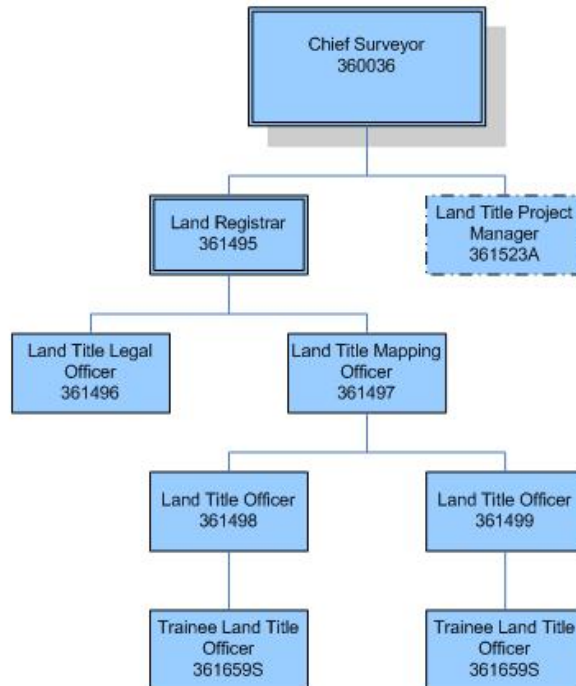 Chief Surveyor
360036
Land Registrar
361495
Land Title Project
Manager
361523A
Land Title Legal
Officer
361496
Land Title Mapping
Officer
361497
Land Title Officer
361498
Land Title Officer
361499
Trainee Land Title
Officer
361659S
Trainee Land Title
Officer
361659S